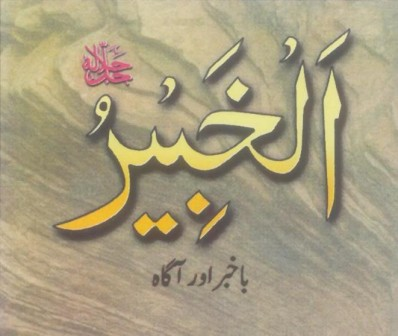 اَلْخَبِيْرُ
جل جلالہ
باخبر اور آگاہ